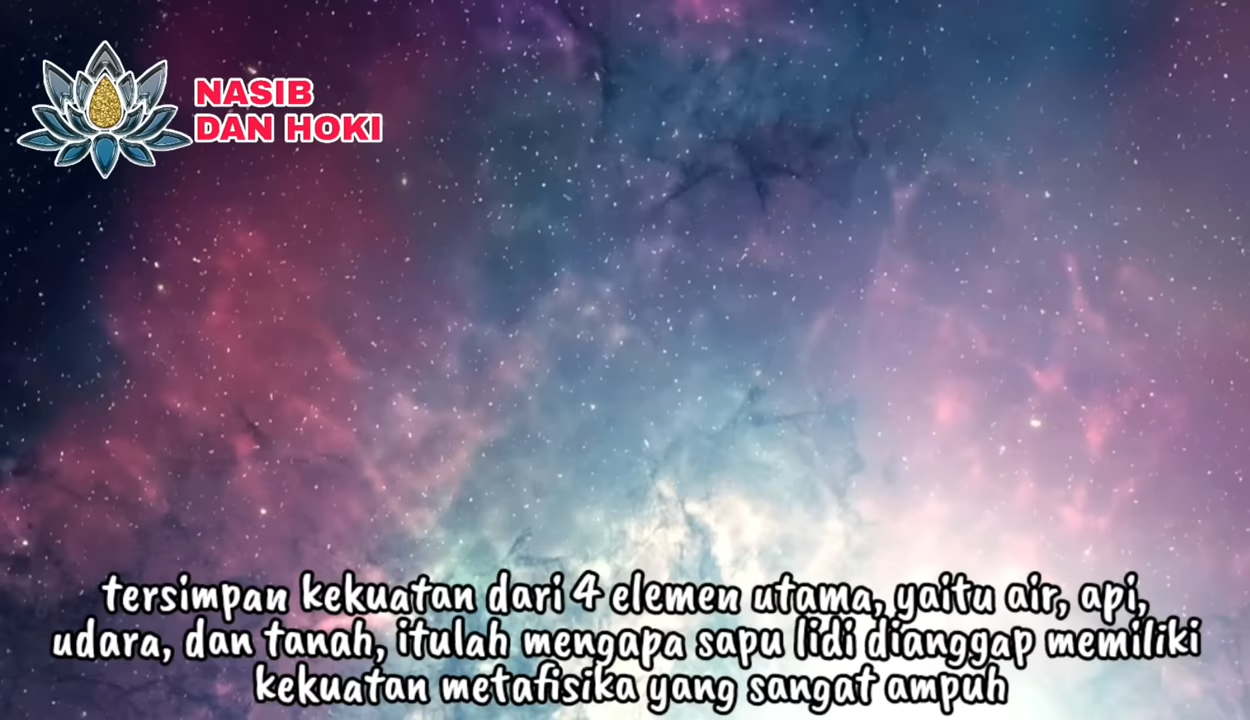 NASIB
DAN HOKI
tersimpan kekuatan dari 4 elemen utama, yaitu air, api,
udara, dan tanah, itulah mengapa sapu lidi dianggap memiliki
kekuatan metafisika yang sangat ampuh